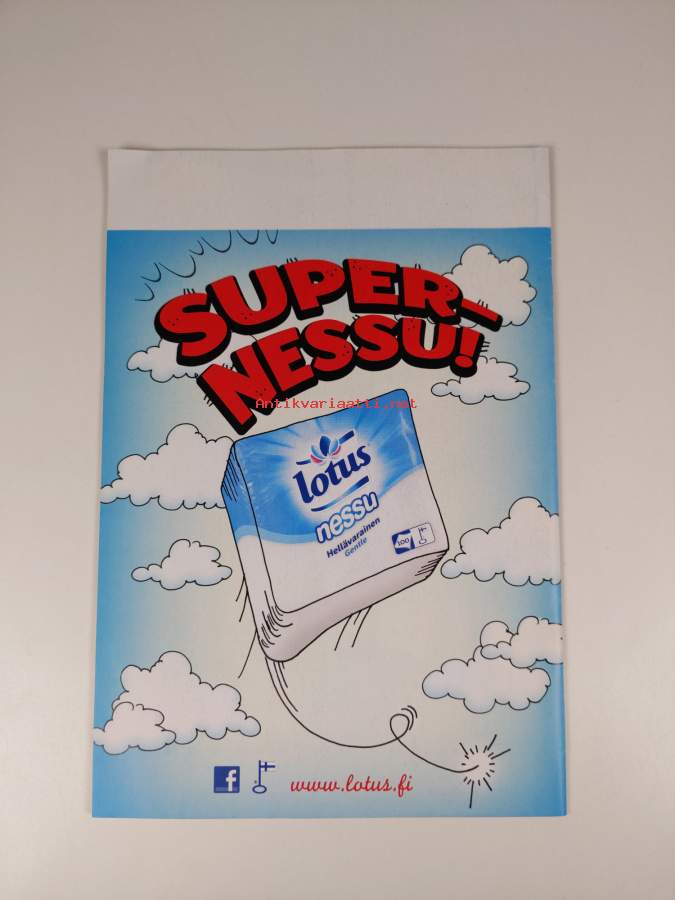 SUPER-
NESSU!
Antikvariaatti.net
lotus
nessu
Hellävarainen
Gentle
100
f
www.lotus.fi